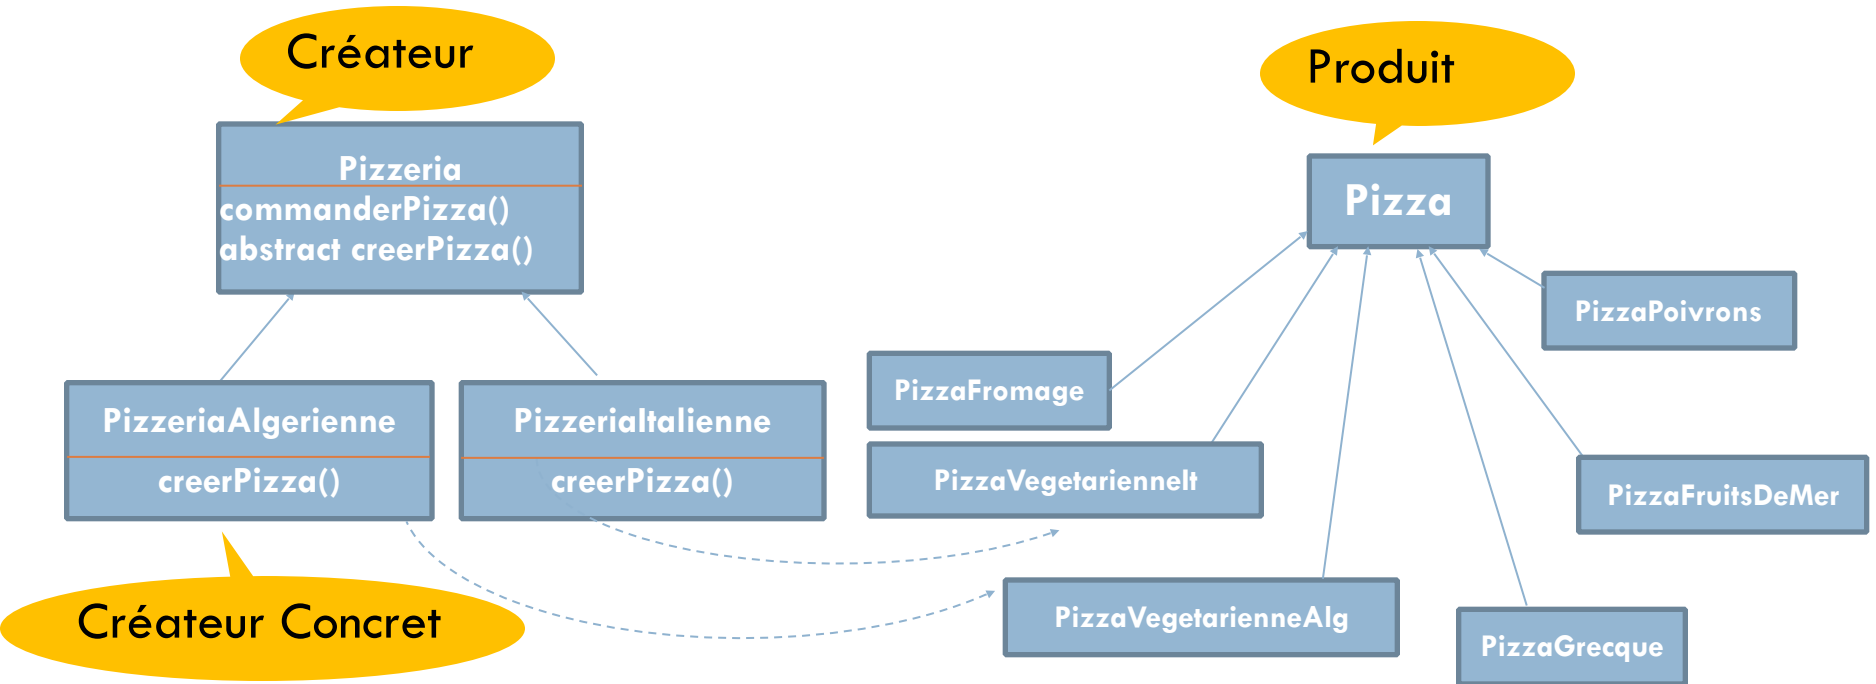 Créateur
Produit
Pizzeria
commanderPizza()
abstract creerPizza()
Pizza
PizzaPoivrons
PizzaFromage
PizzeriaAlgerienne
creerPizza()
PizzeriaItalienne
creerPizza()
PizzaVegetarienneIt
PizzaFruitsDeMer
Créateur Concret
PizzaVegetarienneAlg
PizzaGrecque